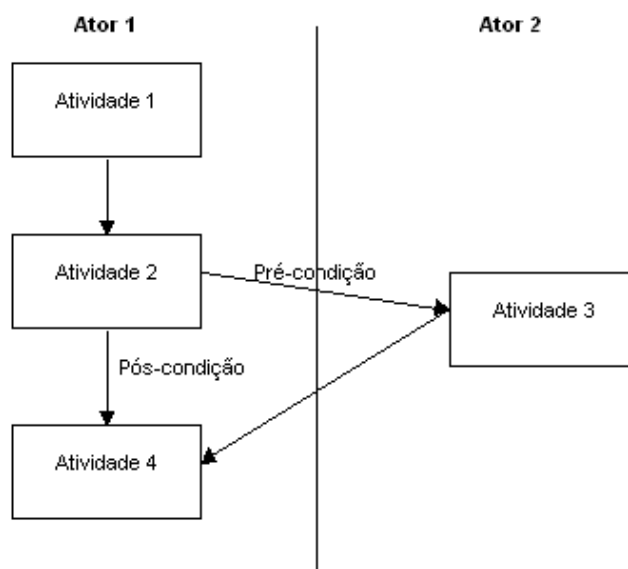 Ator 1
Ator 2
Atividade 1
Atividade 2
Pré-condição
Atividade 3
Pós-condição
Atividade 4